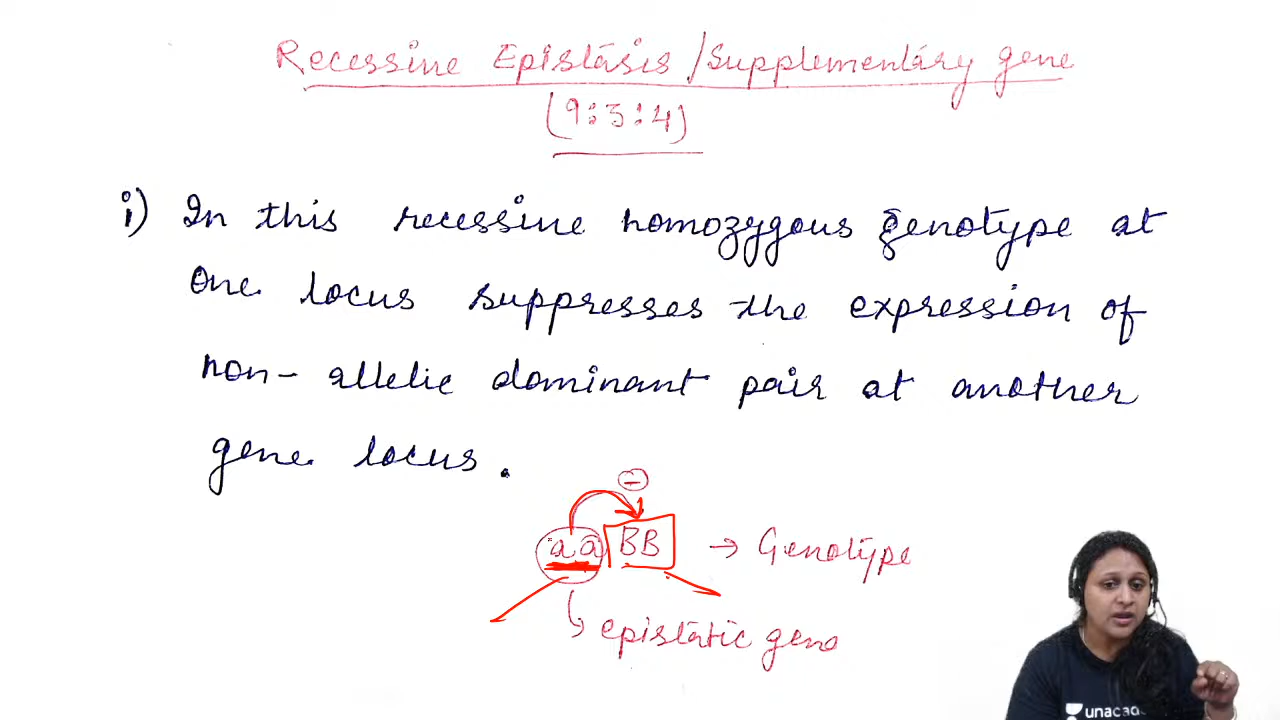 Recessive Epistasis / Supplementary gene
(9:3:4)
i) In this recessive homozygous genotype at
one locus suppresses the expression of
non-allelic dominant pair at another
gene locus.
−
aa BB → Genotype
epistatic gene
unacad